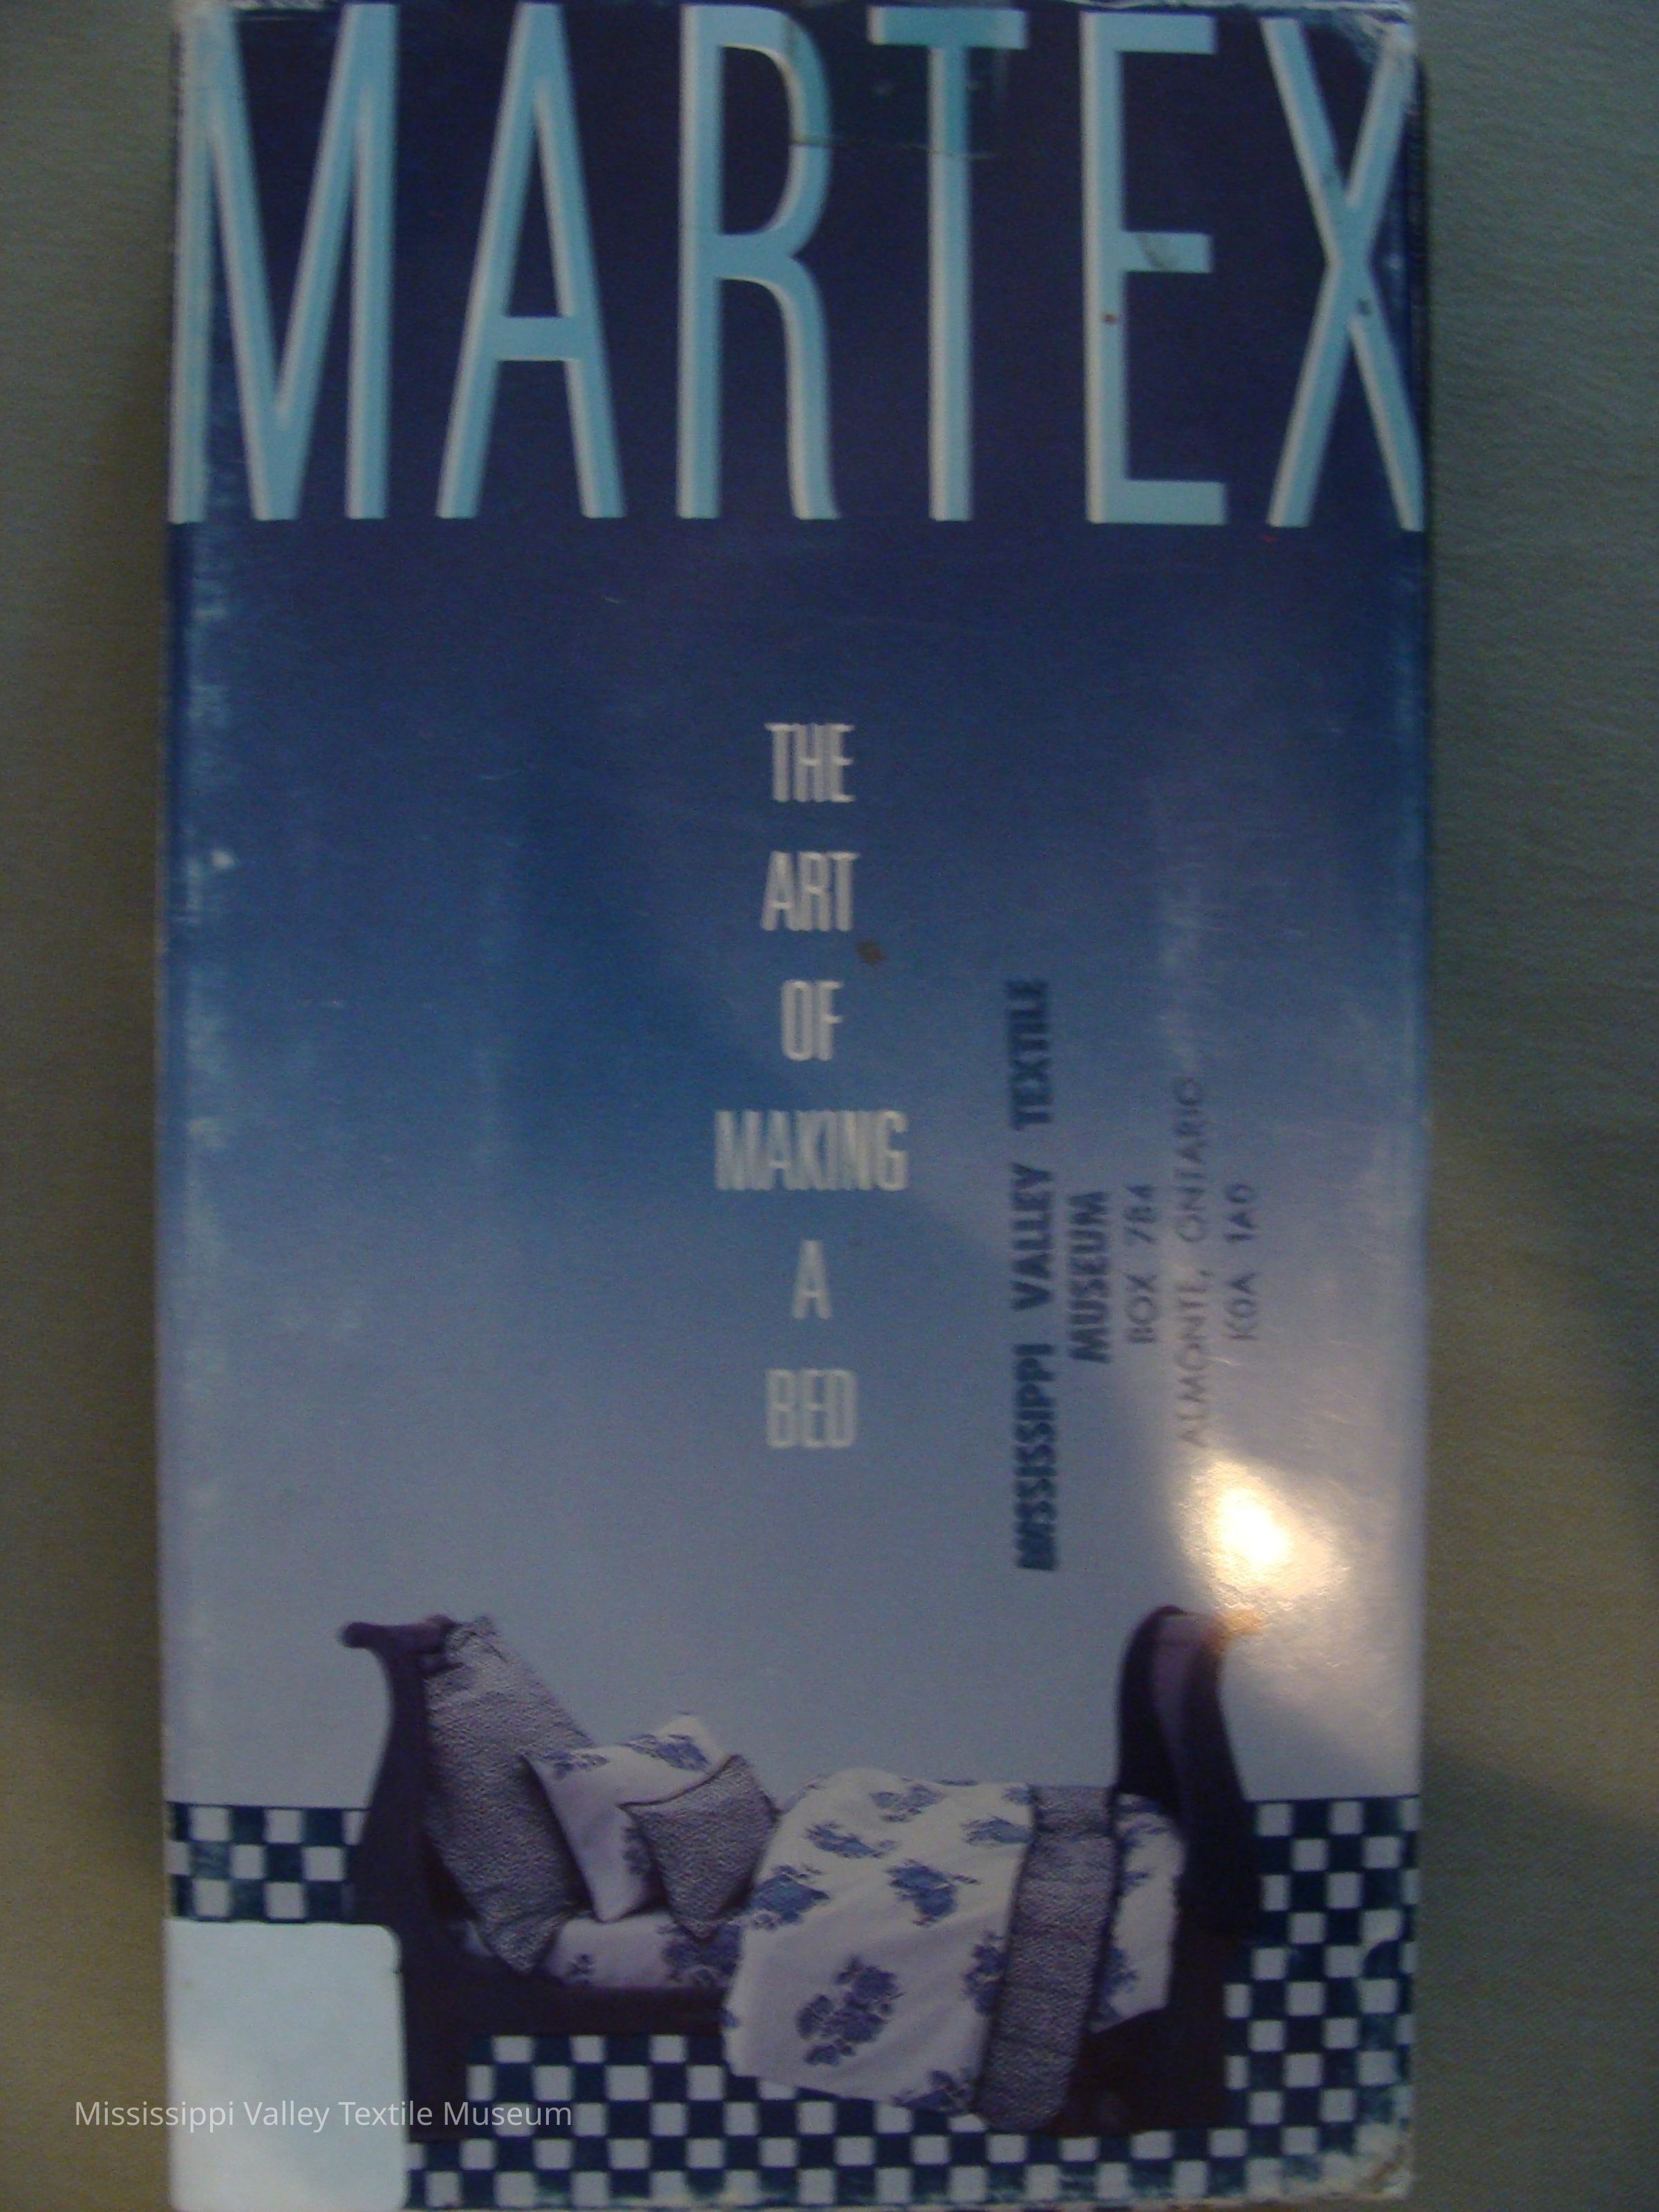 MARTEX
THE
ART
OF
MAKING
A
BED
MISSISSIPPI VALLEY TEXTILE
MUSEUM
BOX 784
ALMONTE, ONTARIO
K0A 1A0
Mississippi Valley Textile Museum